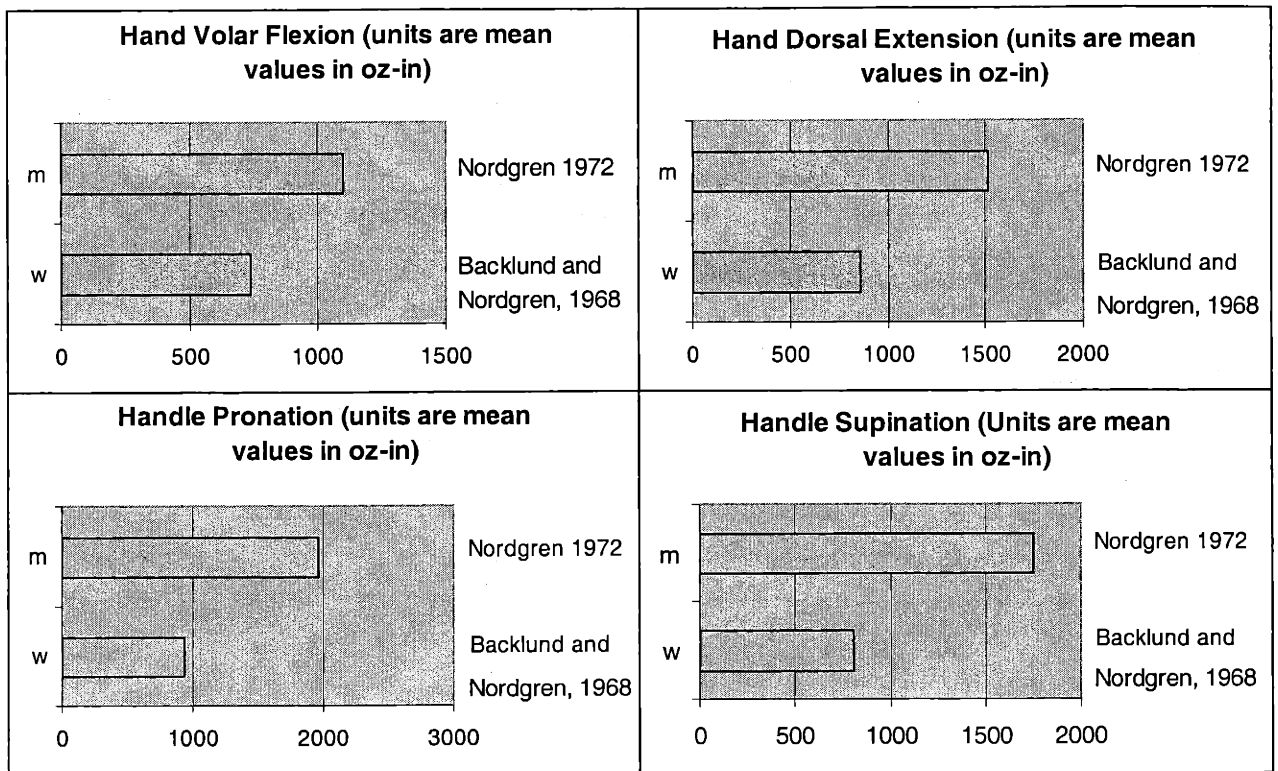 Hand Volar Flexion (units are mean
values in oz-in)
m
Nordgren 1972
w
Backlund and
Nordgren, 1968
0 500 1000 1500
Hand Dorsal Extension (units are mean
values in oz-in)
m
Nordgren 1972
w
Backlund and
Nordgren, 1968
0 500 1000 1500 2000
Handle Pronation (units are mean
values in oz-in)
m
Nordgren 1972
w
Backlund and
Nordgren, 1968
0 1000 2000 3000
Handle Supination (Units are mean
values in oz-in)
m
Nordgren 1972
w
Backlund and
Nordgren, 1968
0 500 1000 1500 2000